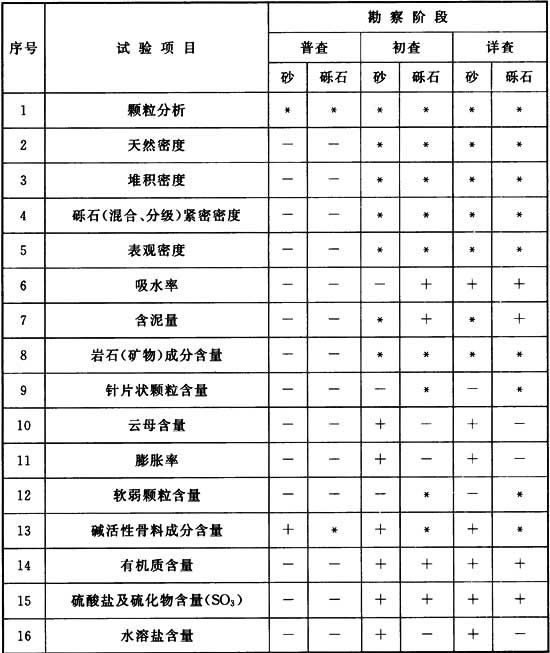 序号 试验项目 勘察阶段
普查 初查 详查
砂 砾石 砂 砾石 砂 砾石
1 颗粒分析 * * * * * *
2 天然密度 － － * * * *
3 堆积密度 － － * * * *
4 砾石(混合、分级)紧密密度 － － * * * *
5 表观密度 － － * * * *
6 吸水率 － － － + + +
7 含泥量 － － * + * +
8 岩石(矿物)成分含量 － － * * * *
9 针片状颗粒含量 － － － * － *
10 云母含量 － － + － + －
11 膨胀率 － － + － + －
12 软弱颗粒含量 － － － * － *
13 碱活性骨料成分含量 + * + * + *
14 有机质含量 － － + + + +
15 硫酸盐及硫化物含量(SO₃) － － + + + +
16 水溶盐含量 － － + － + －